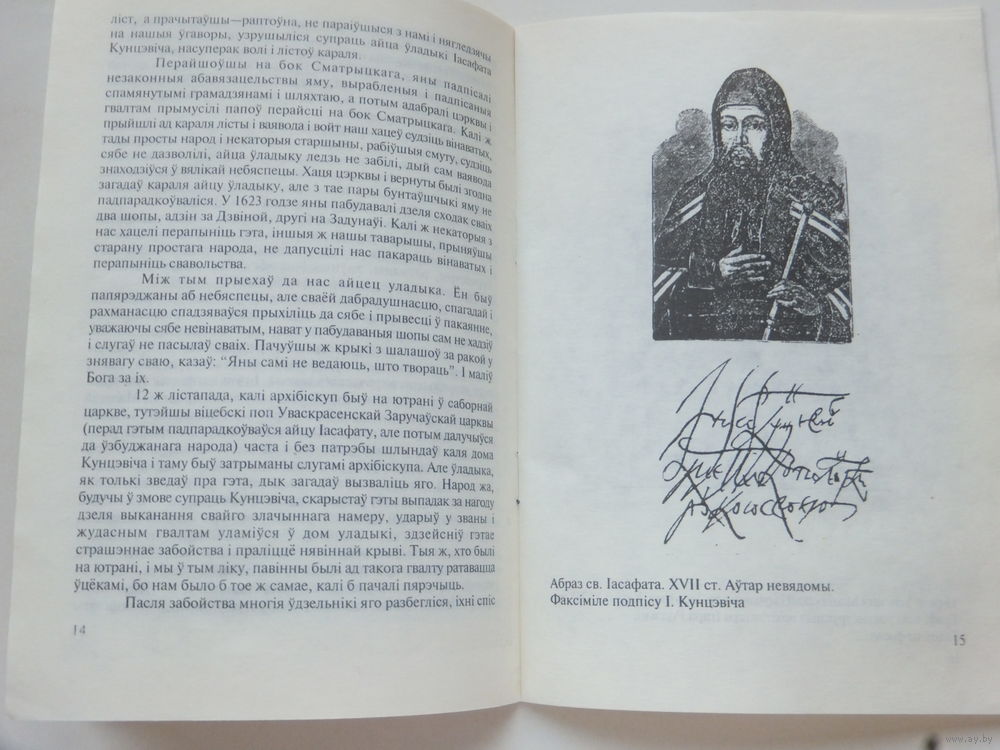 ліст, а прачытаўшы—раптоўна, не параіўшыся з намі і нягледзячы
на нашыя ўгаворы, узрушыліся супраць айца ўладыкі Іасафата
Кунцэвіча, насуперак волі і лістоў караля.
Перайшоўшы на бок Сматрыцкага, яны падпісалі
незаконныя абавязацельствы яму, вырабленыя і падпісаныя
спамянутымі грамадзянамі і шляхтаю, а потым адабралі цэрквы і
гвалтам прымусілі папоў перайсці на бок Сматрыцкага. Калі ж
прыйшлі ад караля лісты і ваявода і войт наш хацеў судзіць вінаватых,
тады просты народ і некаторыя старшыны, рабіўшыя смуту, судзіць
сябе не дазволілі, айца ўладыку ледзь не забілі, дый сам ваявода
знаходзіўся ў вялікай небяспецы. Хаця цэрквы і вернуты былі згодна
загадаў караля айцу ўладыку, але з тае пары бунтаўшчыкі яму не
падпарадкоўваліся. У 1623 годзе яны пабудавалі дзеля сходак сваіх
два шопы, адзін за Дзвіной, другі на Задунаўі. Калі ж некаторыя з
нас хацелі перапыніць гэта, іншыя ж нашы таварышы, прыняўшы
старану простага народа, не дапусцілі нас пакараць вінаватых і
перапыніць свавольства.
Між тым прыехаў да нас айцец уладыка. Ён быў
папярэджаны аб небяспецы, але сваёй дабрадушнасцю, спагадай і
рахманасцю спадзяваўся прыхіліць да сябе і прывесці ў пакаянне,
уважаючы сябе невінаватым, нават у пабудаваныя шопы сам не хадзіў
і слугаў не пасылаў сваіх. Пачуўшы ж крыкі з шалашоў за ракой у
знявагу сваю, казаў: “Яны самі не ведаюць, што твораць”. І маліў
Бога за іх.
12 ж лістапада, калі архібіскуп быў на ютрані ў саборнай
царкве, тутэйшы віцебскі поп Уваскрасенскай Заручаўскай царквы
(перад гэтым падпарадкоўваўся айцу Іасафату, але потым далучыўся
да ўзбуджанага народа) часта і без патрэбы шлындаў каля дома
Кунцэвіча і таму быў затрыманы слугамі архібіскупа. Але ўладыка,
як толькі зведаў пра гэта, дык загадаў вызваліць яго. Народ жа,
будучы ў змове супраць Кунцэвіча, скарыстаў гэты выпадак за нагоду
дзеля выканання свайго злачыннага намеру, ударыў у званы і
жудасным гвалтам уламіўся ў дом уладыкі, здзейсніў гэтае
страшэннае забойства і праліццё нявіннай крыві. Тыя ж, хто былі
на ютрані, і мы ў тым ліку, павінны былі ад такога гвалту ратавацца
ўцёкамі, бо нам было б тое ж самае, калі б пачалі пярэчыць.
Пасля забойства многія ўдзельнікі яго разбегліся, іхні спіс
14
Абраз св. Іасафата. XVII ст. Аўтар невядомы.
Факсіміле подпісу І. Кунцэвіча
15
www.ay.by